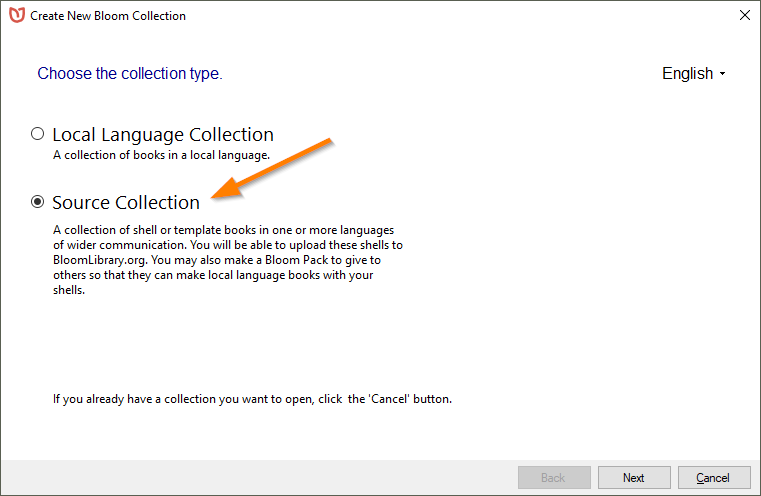 Create New Bloom Collection
Choose the collection type.
English
Local Language Collection
A collection of books in a local language.
Source Collection
A collection of shell or template books in one or more languages
of wider communication. You will be able to upload these shells to
BloomLibrary.org. You may also make a Bloom Pack to give to
others so that they can make local language books with your
shells.
If you already have a collection you want to open, click  the 'Cancel' button.
Back
Next
Cancel